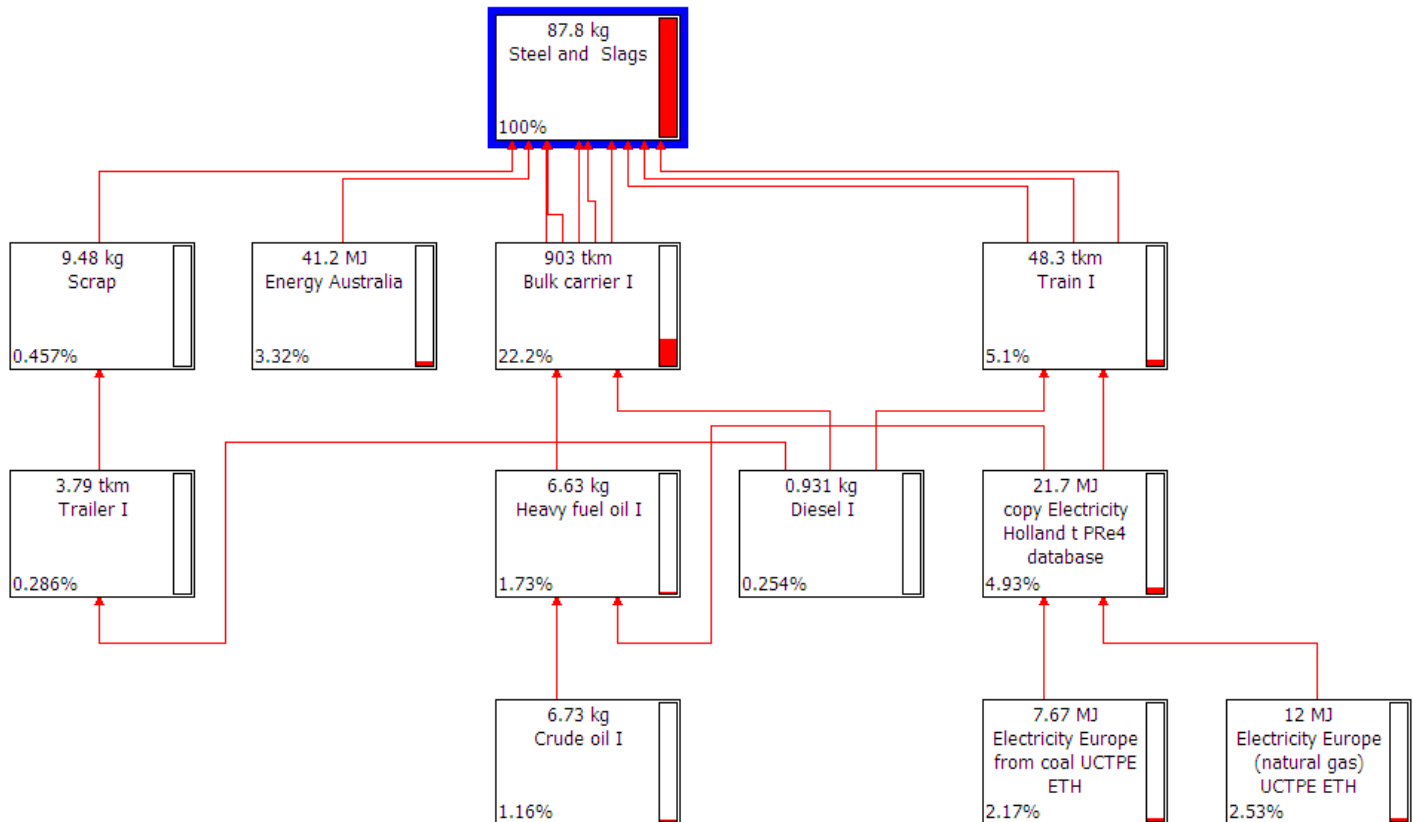 87.8 kg
Steel and  Slags
100%
9.48 kg
Scrap
0.457%
41.2 MJ
Energy Australia
3.32%
903 tkm
Bulk carrier I
22.2%
48.3 tkm
Train I
5.1%
3.79 tkm
Trailer I
0.286%
6.63 kg
Heavy fuel oil I
1.73%
0.931 kg
Diesel I
0.254%
21.7 MJ
copy Electricity
Holland t PRe4
database
4.93%
6.73 kg
Crude oil I
1.16%
7.67 MJ
Electricity Europe
from coal UCTPE
ETH
2.17%
12 MJ
Electricity Europe
(natural gas)
UCTPE ETH
2.53%